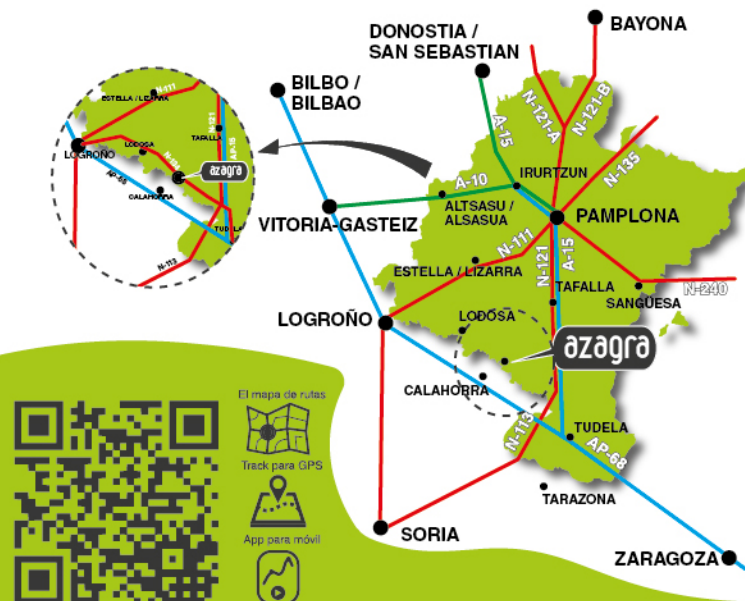 DONOSTIA /
SAN SEBASTIAN
BAYONA
BILBO /
BILBAO
N-111
ESTELLA / LIZARRA
N-121
TAFALLA
AP-15
LOGROÑO
LODOSA
azagra
AP-68
CALAHORRA
TUDELA
N-113
A-15
N-121-A
N-121-B
N-135
IRURTZUN
A-10
ALTSASU /
ALSASUA
VITORIA-GASTEIZ
PAMPLONA
N-111
N-121
A-15
ESTELLA / LIZARRA
TAFALLA
SANGÜESA
N-240
LOGROÑO
LODOSA
azagra
CALAHORRA
N-113
TUDELA
AP-68
TARAZONA
SORIA
ZARAGOZA
El mapa de rutas
Track para GPS
App para móvil